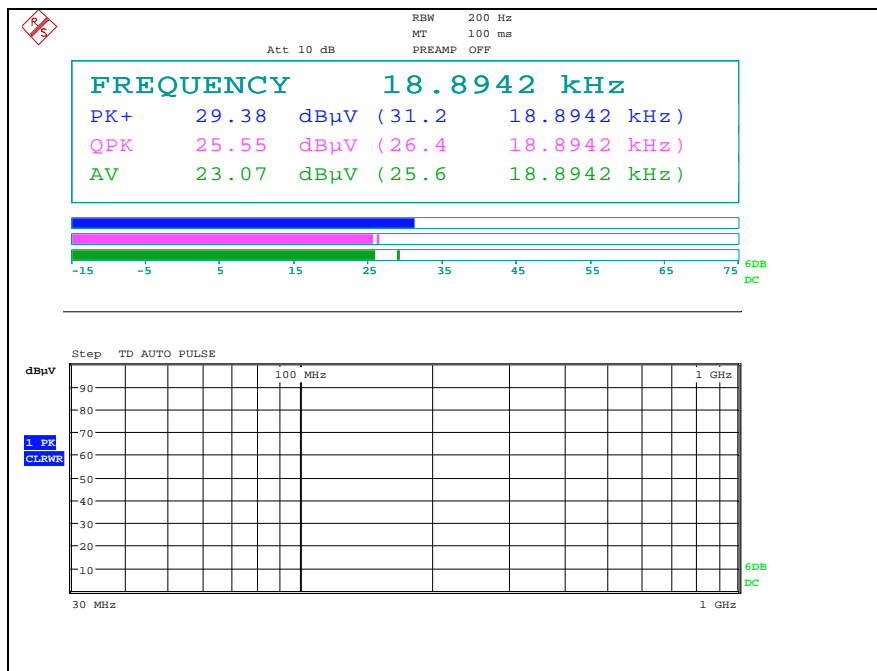 R
S
RBW 200 Hz
MT 100 ms
Att 10 dB PREAMP OFF
FREQUENCY 18.8942 kHz
PK+ 29.38 dBµV (31.2 18.8942 kHz)
QPK 25.55 dBµV (26.4 18.8942 kHz)
AV 23.07 dBµV (25.6 18.8942 kHz)
-15 -5 5 15 25 35 45 55 65 75
6DB
DC
Step TD AUTO PULSE
dBµV
100 MHz 1 GHz
90
80
70
1 PK
CLRWR
60
50
40
30
20
10
6DB
DC
30 MHz 1 GHz